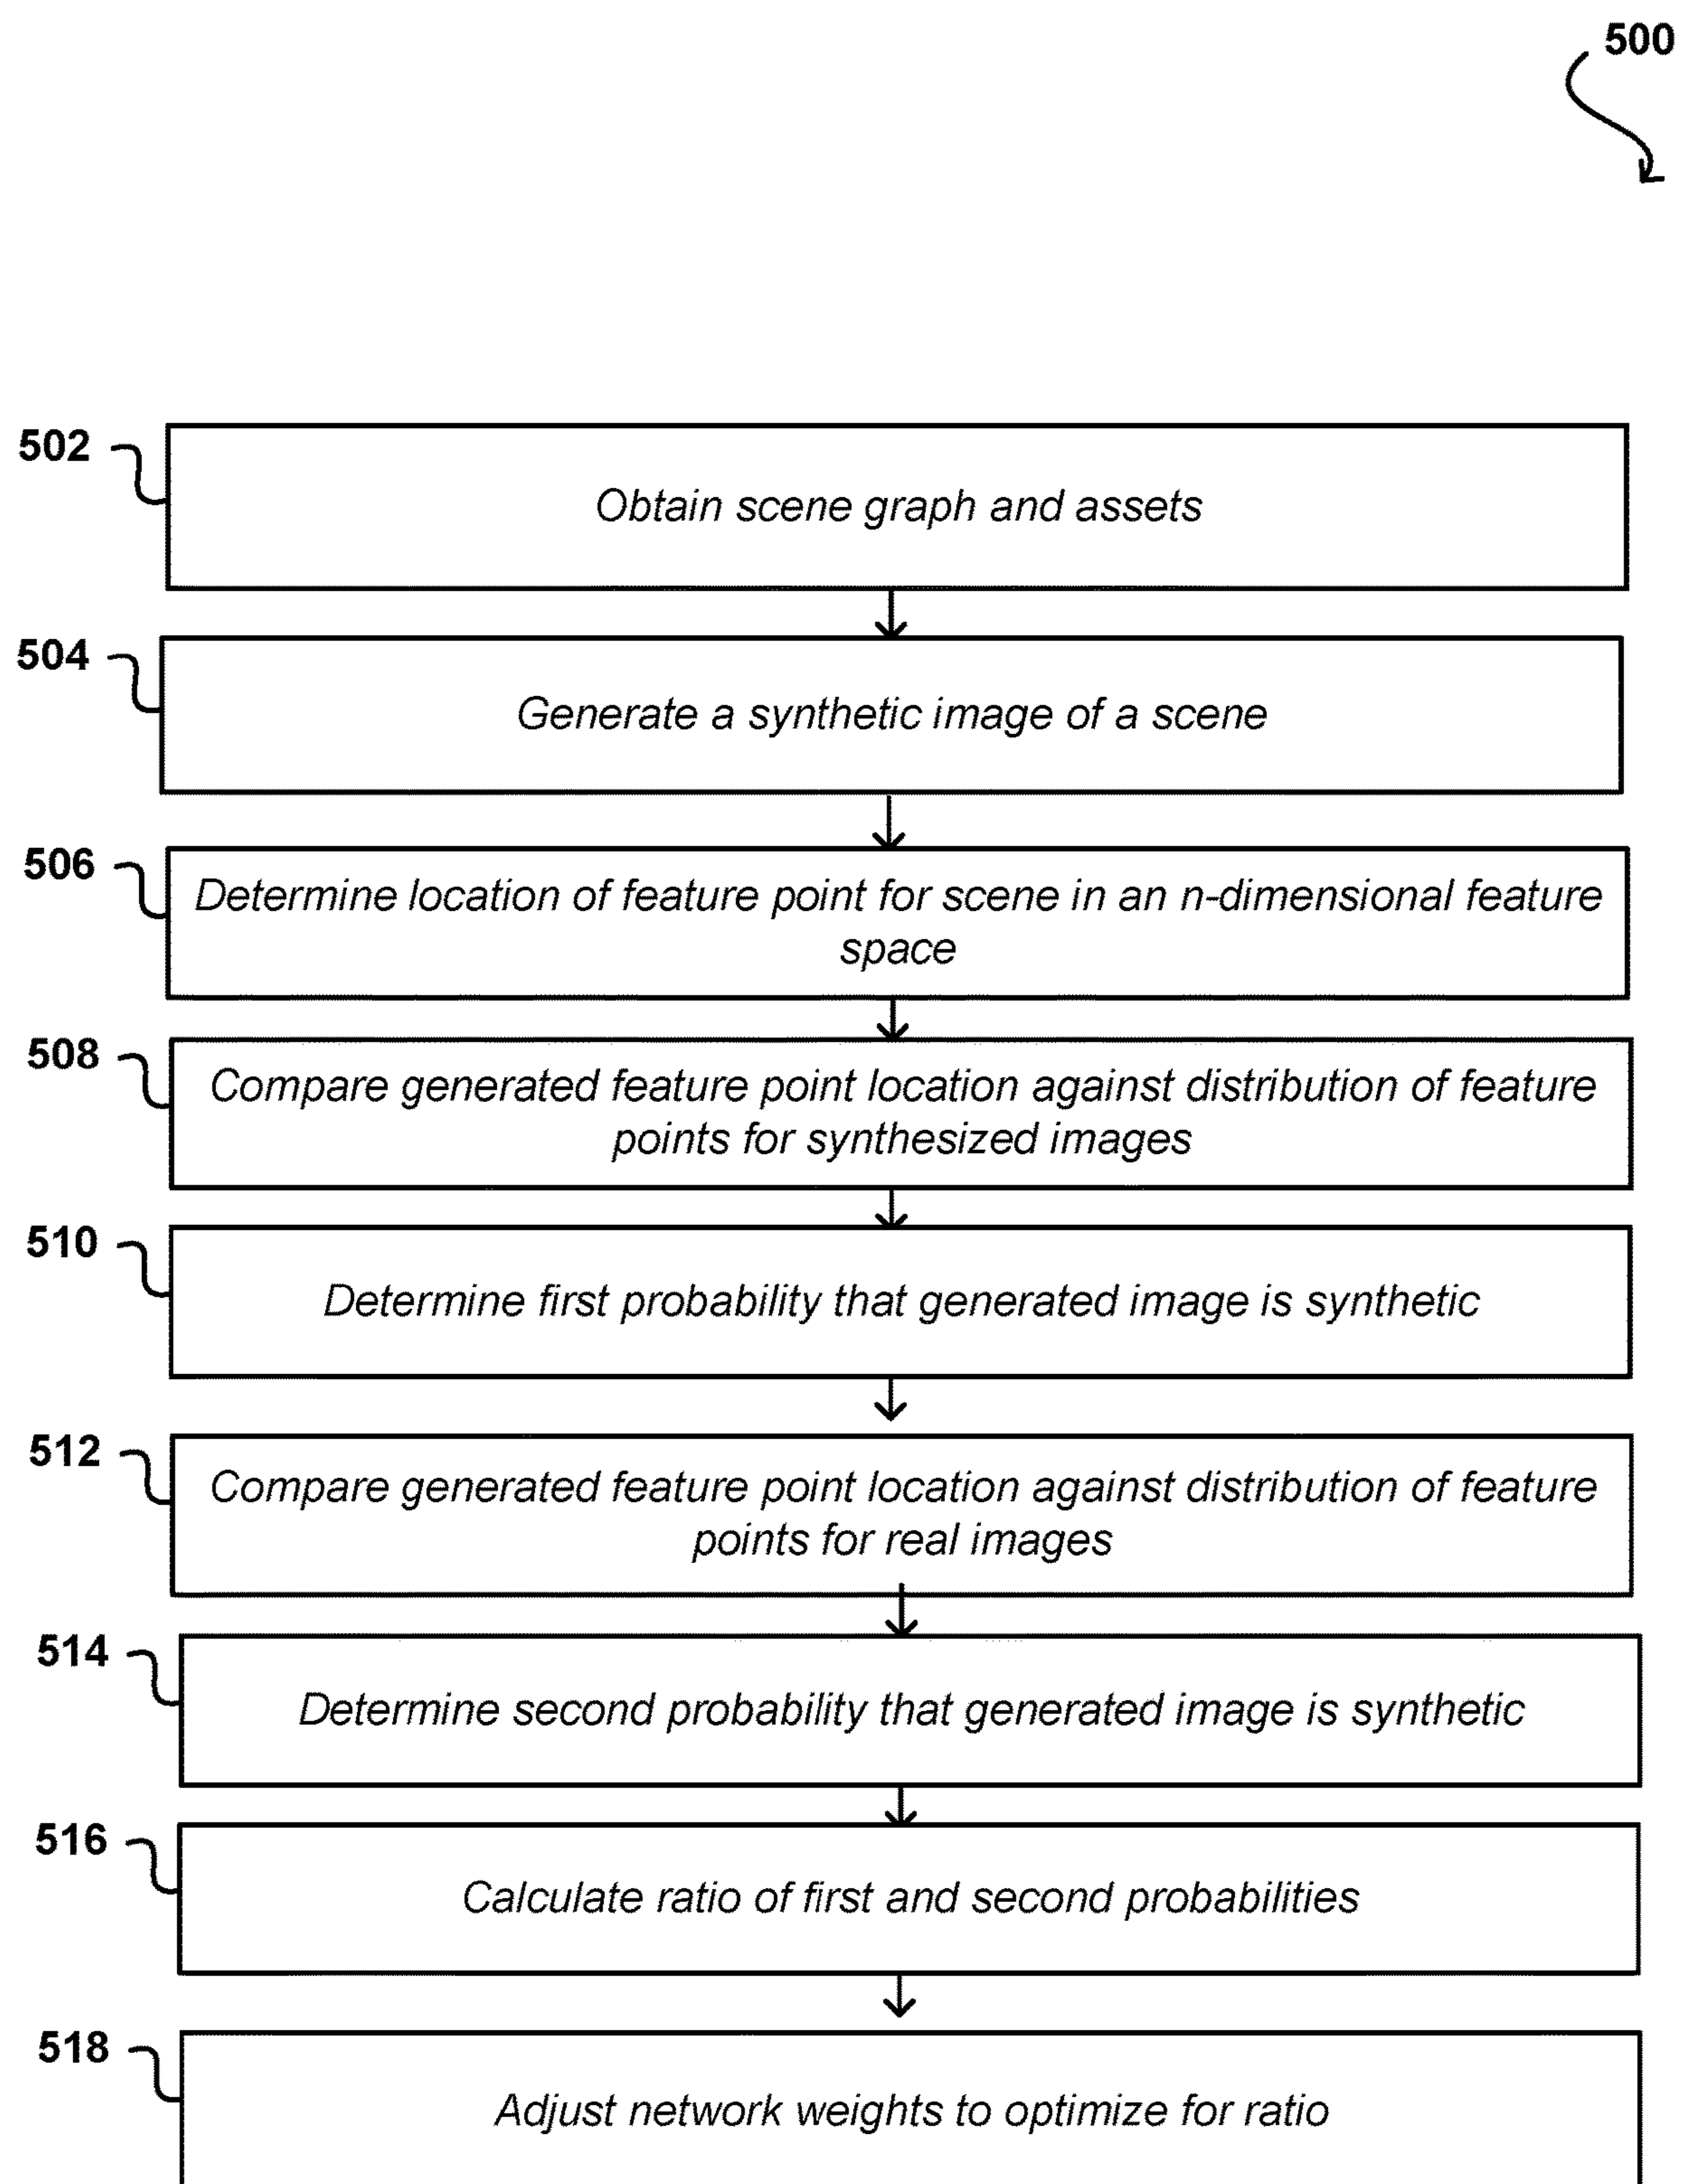 500
502
Obtain scene graph and assets
504
Generate a synthetic image of a scene
506
Determine location of feature point for scene in an n-dimensional feature
space
508
Compare generated feature point location against distribution of feature
points for synthesized images
510
Determine first probability that generated image is synthetic
512
Compare generated feature point location against distribution of feature
points for real images
514
Determine second probability that generated image is synthetic
516
Calculate ratio of first and second probabilities
518
Adjust network weights to optimize for ratio